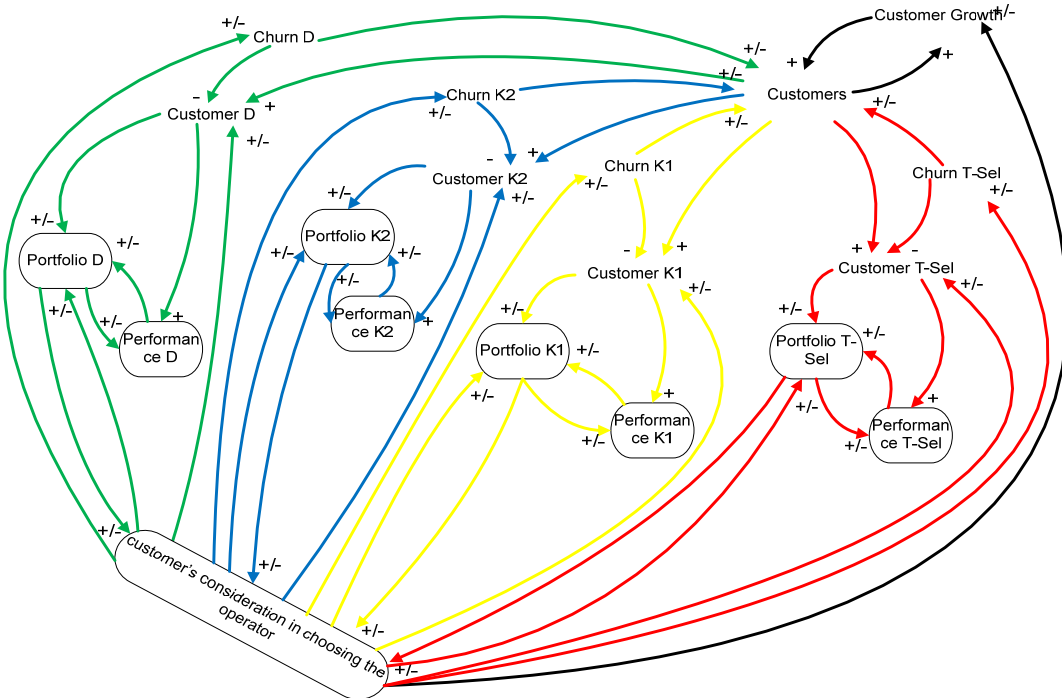 Customer Growth
+/–
+/–
Churn D
+/–
+/–
+
+
Customers
Churn K2
+/–
+/–
-
+
Customer D
+/–
+/–
Churn K1
+/–
+
-
Customer K2
+/–
Churn T-Sel
+/–
+/–
+/–
Portfolio D
+/–
+/–
Portfolio K2
+/–
+/–
+/–
-
+
Customer K1
+/–
+
-
Customer T-Sel
+/–
+/–
+/–
+
Performan
ce D
Performan
ce K2
+
+/–
Portfolio K1
+/–
+/–
+/–
Portfolio T-
Sel
+/–
+/–
+
Performan
ce K1
+/–
+
Performan
ce T-Sel
+/–
+/–
customer's consideration in choosing the
operator
+/–
+/–
+/–